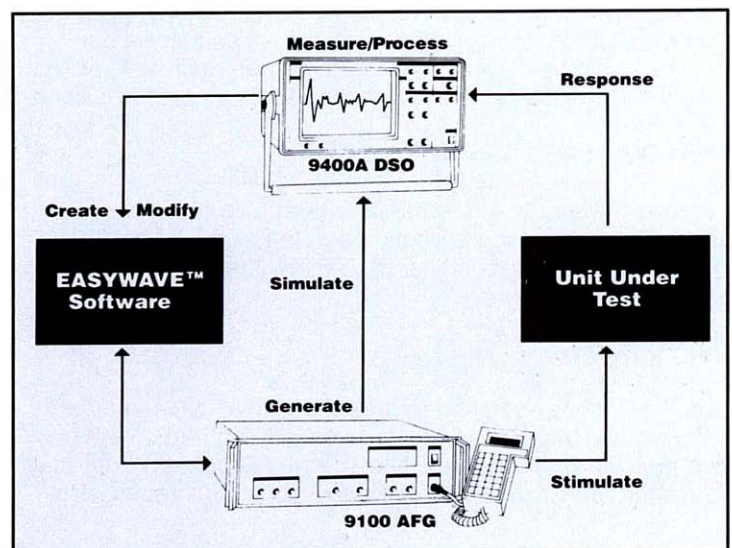 Measure/Process
Response
9400A DSO
Create Modify
EASYWAVE™
Software
Simulate
Unit Under
Test
Generate
Stimulate
9100 AFG